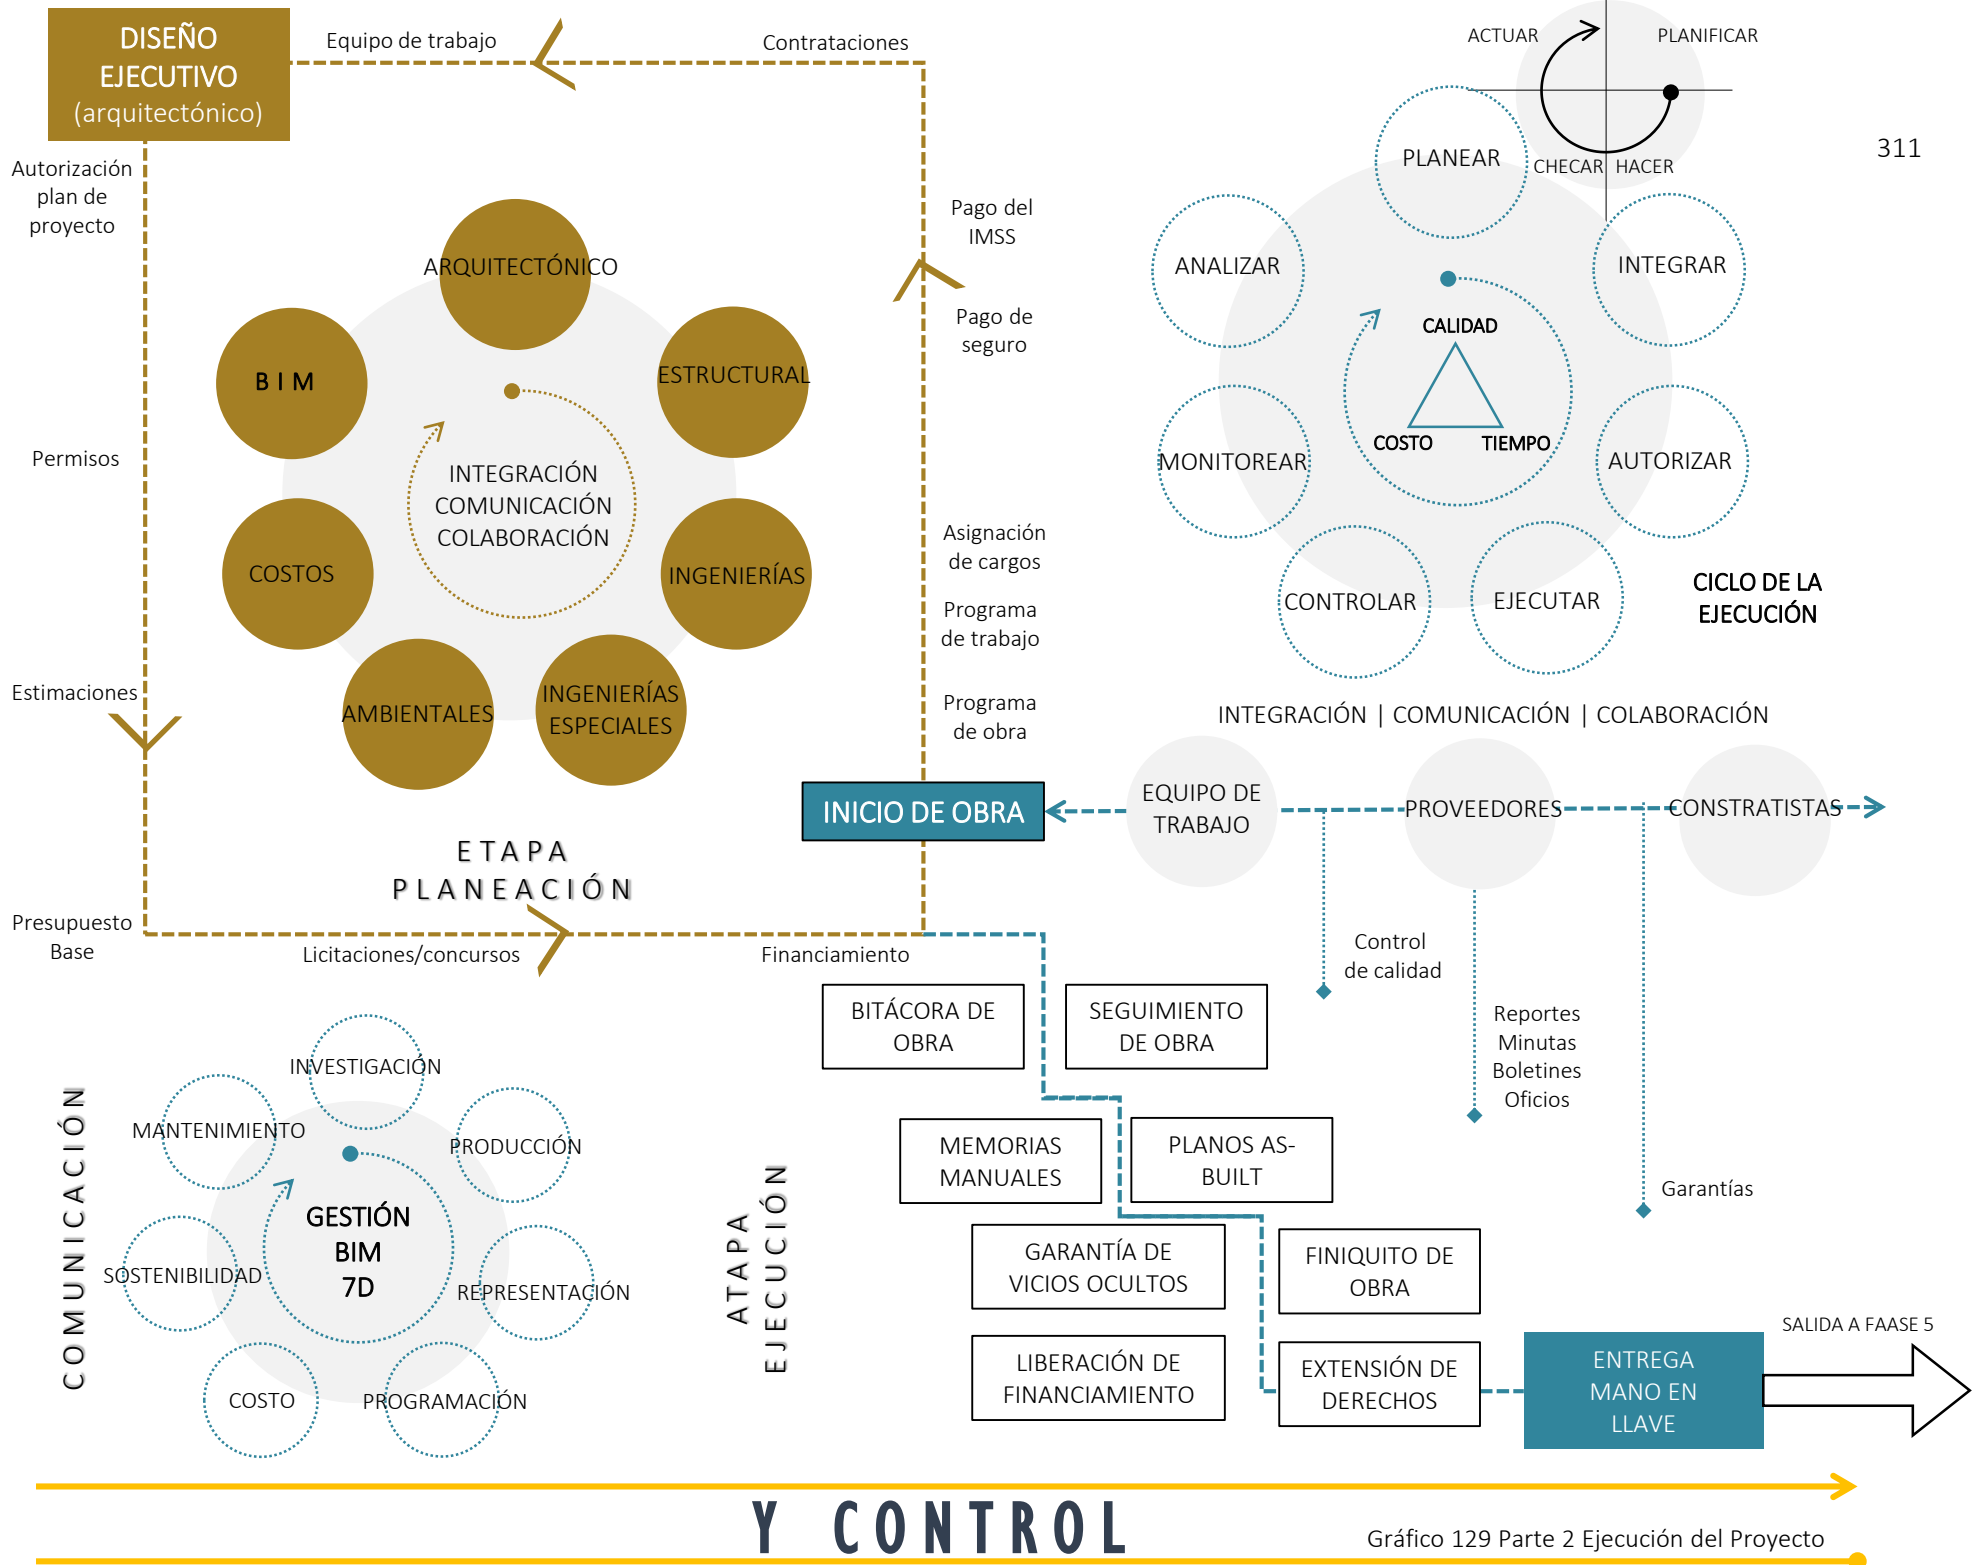 DISEÑO
EJECUTIVO
(arquitectónico)
Equipo de trabajo
Contrataciones
ACTUAR
PLANIFICAR
CHECAR
HACER
311
Autorización
plan de
proyecto
Permisos
Estimaciones
Presupuesto
Base
Licitaciones/concursos
Financiamiento
ARQUITECTÓNICO
ESTRUCTURAL
INGENIERÍAS
INGENIERÍAS
ESPECIALES
AMBIENTALES
COSTOS
BIM
INTEGRACIÓN
COMUNICACIÓN
COLABORACIÓN
Pago del
IMSS
Pago de
seguro
Asignación
de cargos
Programa
de trabajo
Programa
de obra
ETAPA
PLANEACIÓN
INICIO DE OBRA
PLANEAR
INTEGRAR
AUTORIZAR
EJECUTAR
CONTROLAR
MONITOREAR
ANALIZAR
CALIDAD
COSTO
TIEMPO
CICLO DE LA
EJECUCIÓN
INTEGRACIÓN | COMUNICACIÓN | COLABORACIÓN
EQUIPO DE
TRABAJO
PROVEEDORES
CONSTRATISTAS
Control
de calidad
Reportes
Minutas
Boletines
Oficios
Garantías
COMUNICACIÓN
INVESTIGACIÓN
PRODUCCIÓN
REPRESENTACIÓN
PROGRAMACIÓN
COSTO
SOSTENIBILIDAD
MANTENIMIENTO
GESTIÓN
BIM
7D
ATAPA
EJECUCIÓN
BITÁCORA DE
OBRA
SEGUIMIENTO
DE OBRA
MEMORIAS
MANUALES
PLANOS AS-
BUILT
GARANTÍA DE
VICIOS OCULTOS
FINIQUITO DE
OBRA
LIBERACIÓN DE
FINANCIAMIENTO
EXTENSIÓN DE
DERECHOS
ENTREGA
MANO EN
LLAVE
SALIDA A FAASE 5
Y CONTROL
Gráfico 129 Parte 2 Ejecución del Proyecto